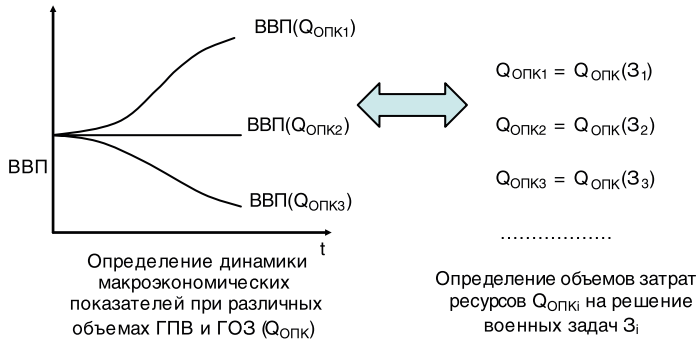 ВВП(QОПК1)
ВВП(QОПК2)
ВВП
ВВП(QОПК3)
t
Определение динамики
макроэкономических
показателей при различных
объемах ГПВ и ГОЗ (QОПК)
QОПК1 = QОПК(З1)
QОПК2 = QОПК(З2)
QОПК3 = QОПК(З3)
...................
Определение объемов затрат
ресурсов QОПКi на решение
военных задач Зi